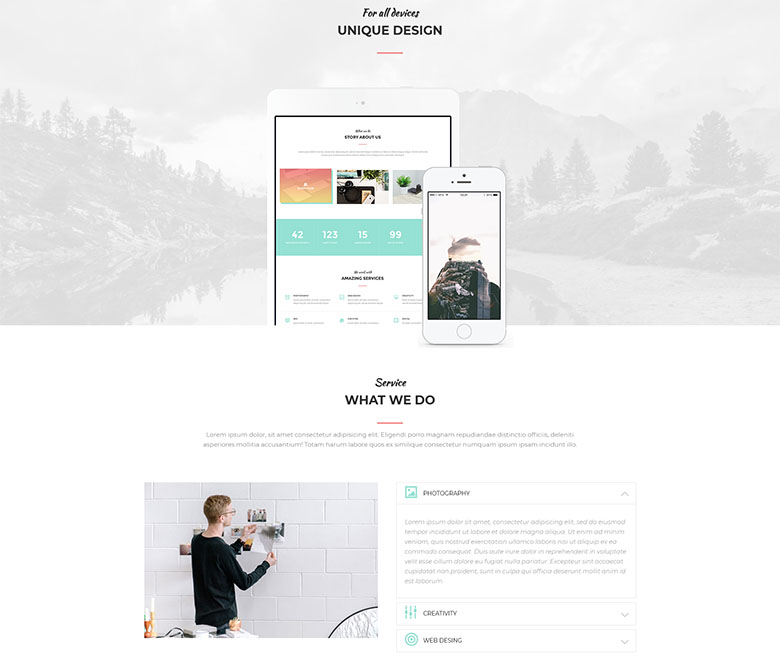 For all devices
UNIQUE DESIGN
What we do
STORY ABOUT US
42 123 15 99
We work with
AMAZING SERVICES
Service
WHAT WE DO
Lorem ipsum dolor, sit amet consectetur adipisicing elit. Eligendi porro magnam repudiandae distinctio officiis, deleniti
asperiores mollitia accusantium! Totam harum labore quos ex similique consectetur numquam ipsum ipsam incidunt illo.
PHOTOGRAPHY
Lorem ipsum dolor sit amet, consectetur adipisicing elit, sed do eiusmod
tempor incididunt ut labore et dolore magna aliqua. Ut enim ad minim
veniam, quis nostrud exercitation ullamco laboris nisi ut aliquip ex ea
commodo consequat. Duis aute irure dolor in reprehenderit in voluptate
velit esse cillum dolore eu fugiat nulla pariatur. Excepteur sint occaecat
cupidatat non proident, sunt in culpa qui officia deserunt mollit anim id
est laborum
CREATIVITY
WEB DESING